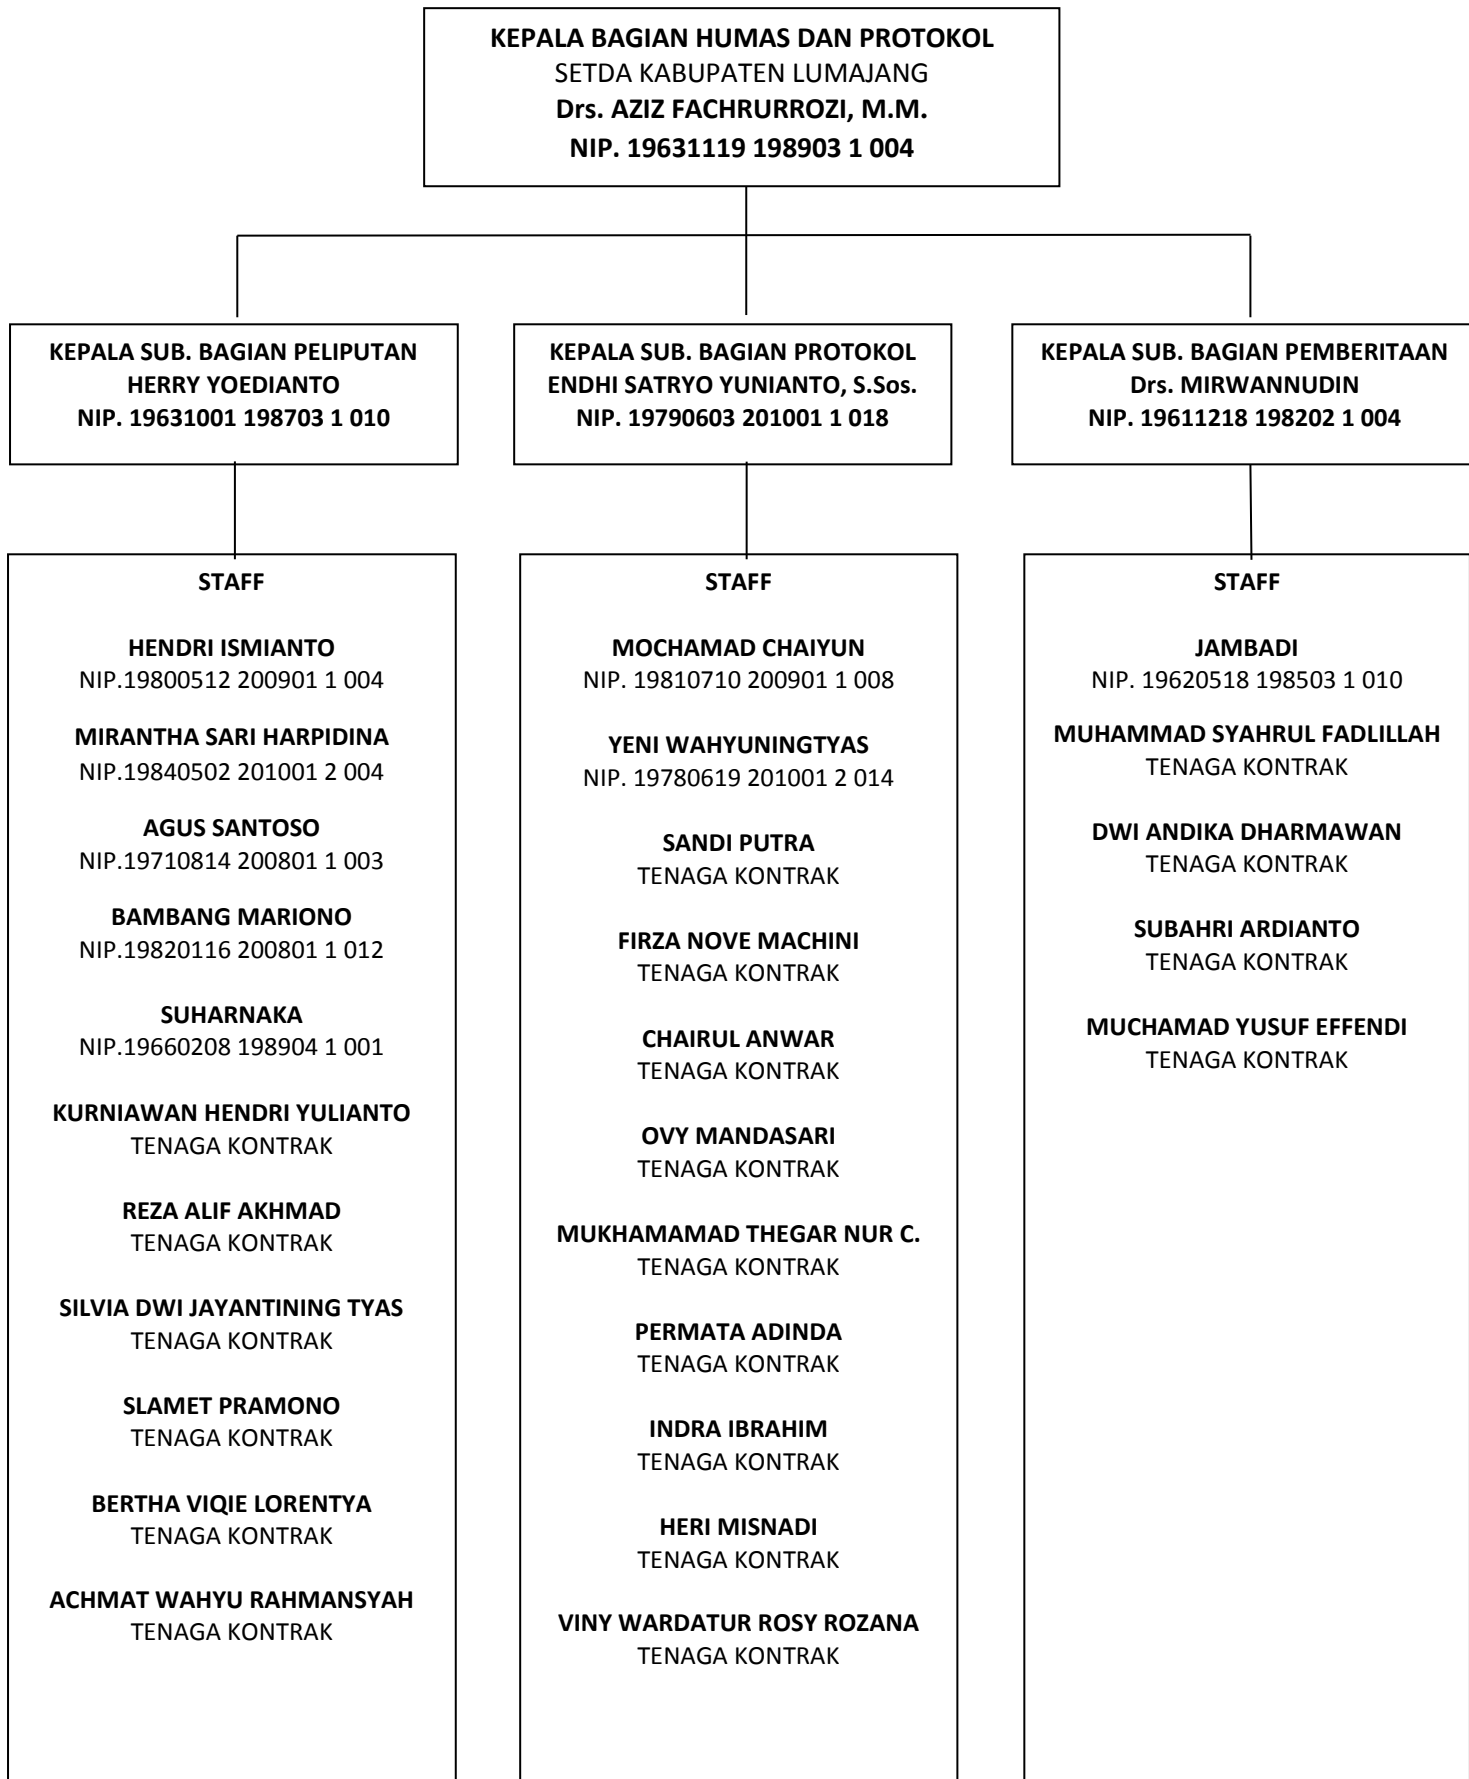 KEPALA BAGIAN HUMAS DAN PROTOKOL
SETDA KABUPATEN LUMAJANG
Drs. AZIZ FACHRURROZI, M.M.
NIP. 19631119 198903 1 004
KEPALA SUB. BAGIAN PELIPUTAN
HERRY YOEDIANTO
NIP. 19631001 198703 1 010
KEPALA SUB. BAGIAN PROTOKOL
ENDHI SATRYO YUNIANTO, S.Sos.
NIP. 19790603 201001 1 018
KEPALA SUB. BAGIAN PEMBERITAAN
Drs. MIRWANNUDIN
NIP. 19611218 198202 1 004
STAFF
HENDRI ISMIANTO
NIP.19800512 200901 1 004
MIRANTHA SARI HARPIDINA
NIP.19840502 201001 2 004
AGUS SANTOSO
NIP.19710814 200801 1 003
BAMBANG MARIONO
NIP.19820116 200801 1 012
SUHARNAKA
NIP.19660208 198904 1 001
KURNIAWAN HENDRI YULIANTO
TENAGA KONTRAK
REZA ALIF AKHMAD
TENAGA KONTRAK
SILVIA DWI JAYANTINING TYAS
TENAGA KONTRAK
SLAMET PRAMONO
TENAGA KONTRAK
BERTHA VIQIE LORENTYA
TENAGA KONTRAK
ACHMAT WAHYU RAHMANSYAH
TENAGA KONTRAK
STAFF
MOCHAMAD CHAIYUN
NIP. 19810710 200901 1 008
YENI WAHYUNINGTYAS
NIP. 19780619 201001 2 014
SANDI PUTRA
TENAGA KONTRAK
FIRZA NOVE MACHINI
TENAGA KONTRAK
CHAIRUL ANWAR
TENAGA KONTRAK
OVY MANDASARI
TENAGA KONTRAK
MUKHAMAMAD THEGAR NUR C.
TENAGA KONTRAK
PERMATA ADINDA
TENAGA KONTRAK
INDRA IBRAHIM
TENAGA KONTRAK
HERI MISNADI
TENAGA KONTRAK
VINY WARDATUR ROSY ROZANA
TENAGA KONTRAK
STAFF
JAMBADI
NIP. 19620518 198503 1 010
MUHAMMAD SYAHRUL FADLILLAH
TENAGA KONTRAK
DWI ANDIKA DHARMAWAN
TENAGA KONTRAK
SUBAHRI ARDIANTO
TENAGA KONTRAK
MUCHAMAD YUSUF EFFENDI
TENAGA KONTRAK